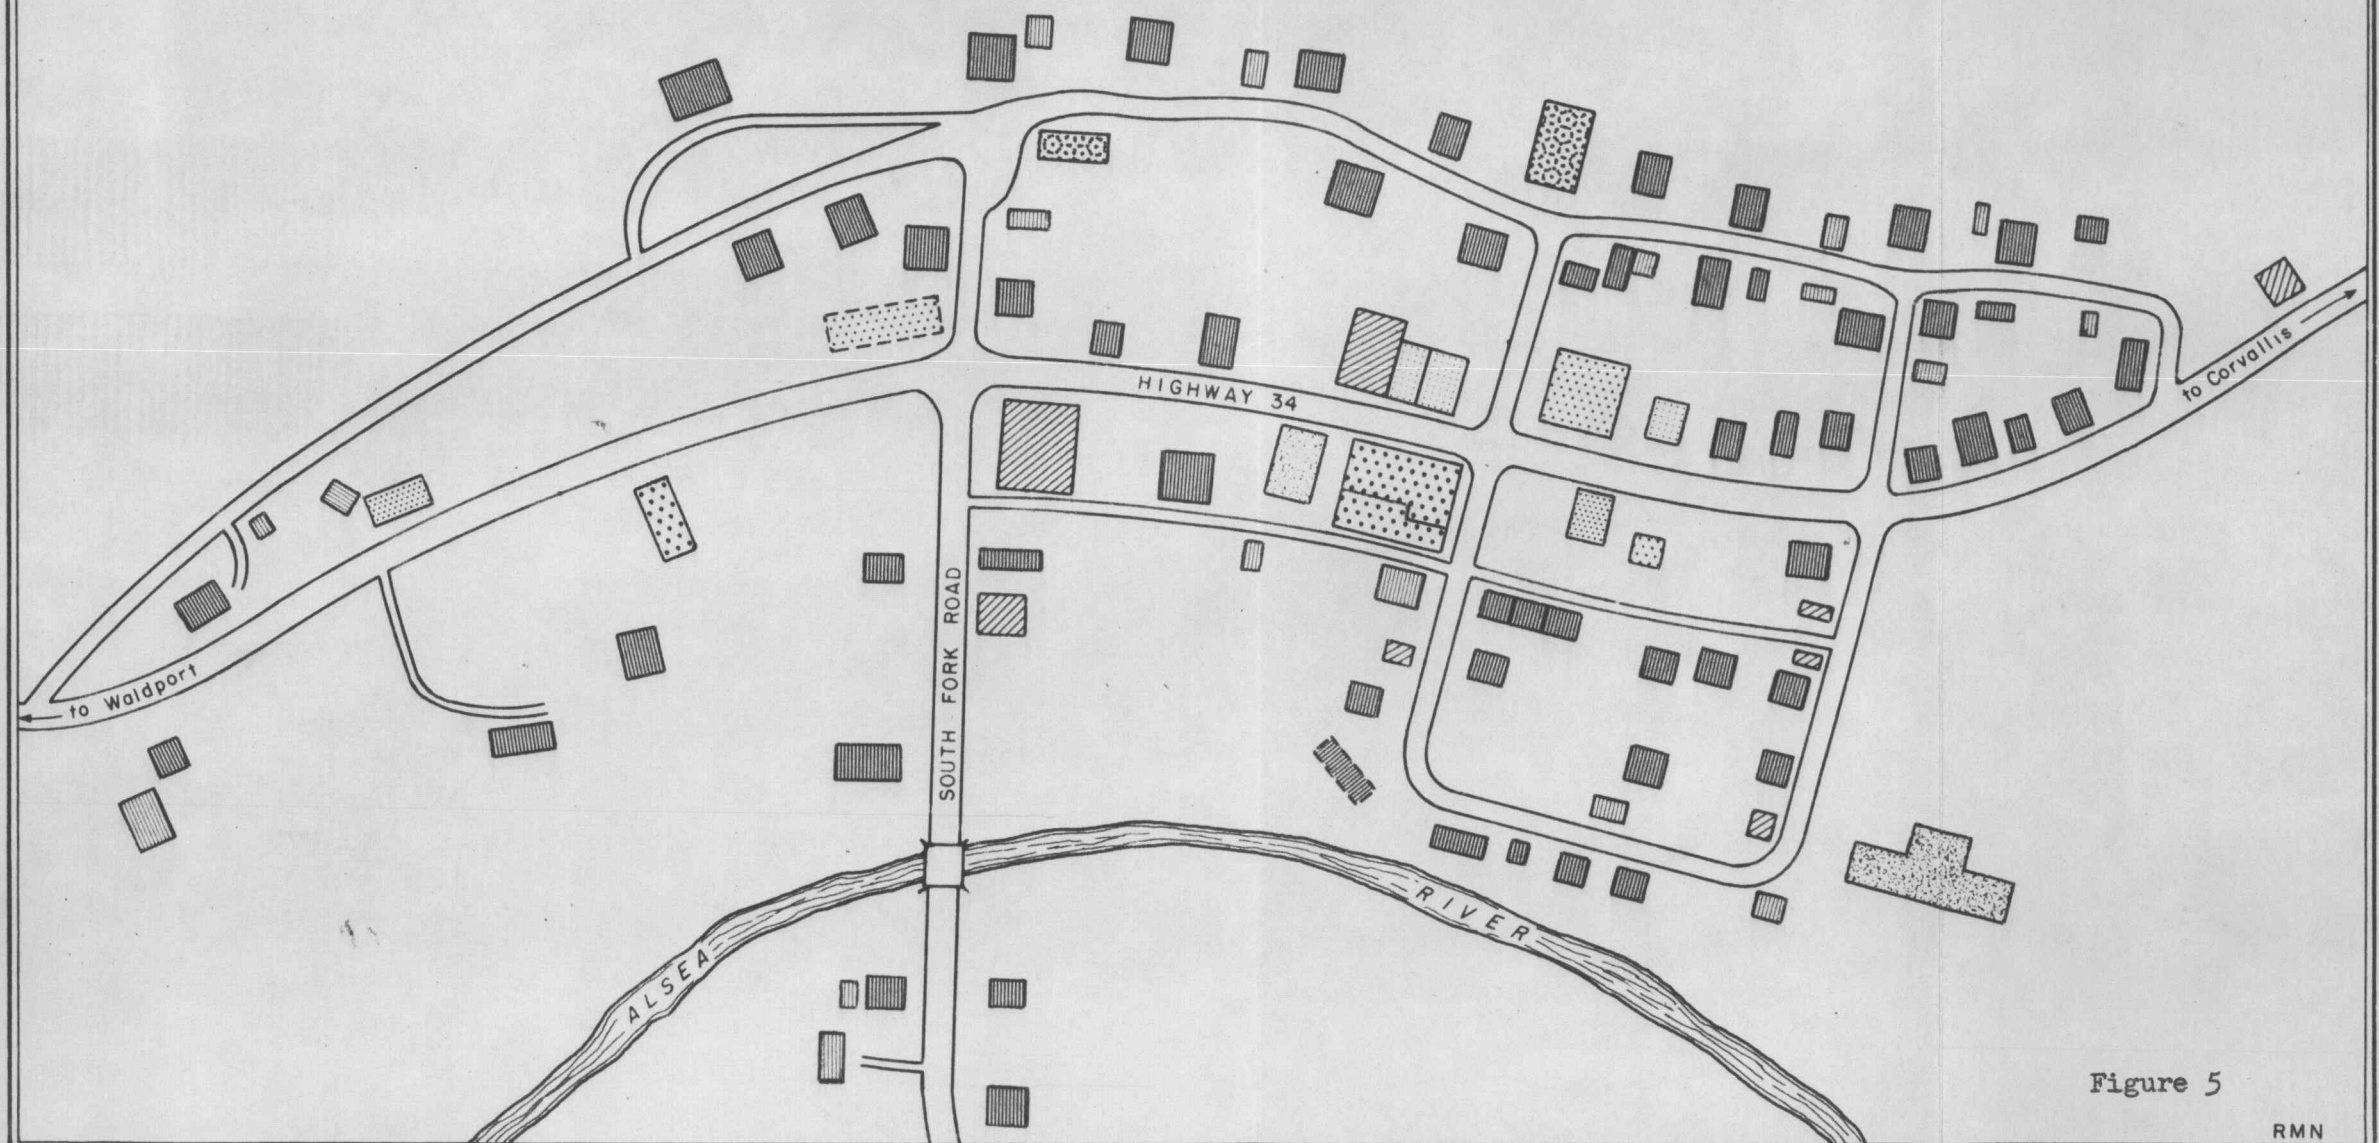 HIGHWAY 34
to Corvallis
SOUTH FORK ROAD
to Waldport
ALSEA RIVER
Figure 5
RMN